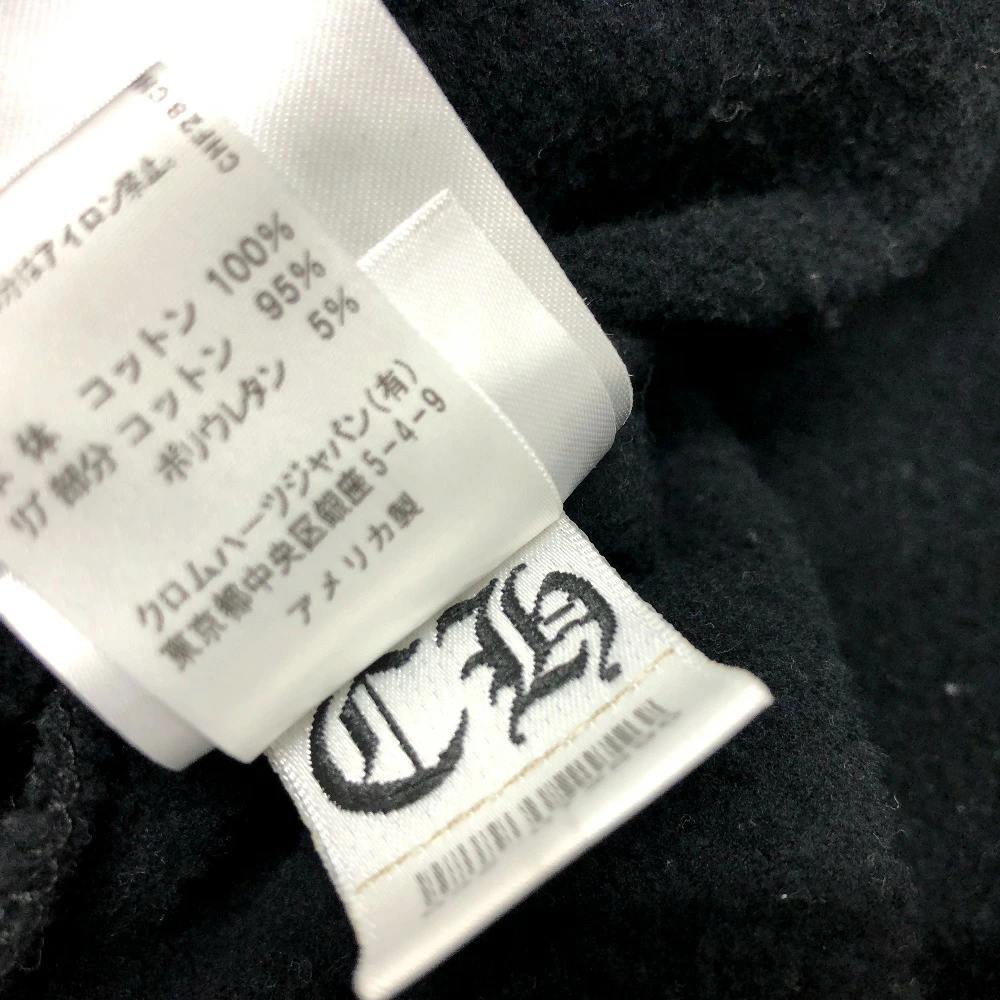 分はアイロン禁止
体 コットン 100%
リブ部分 コットン 95%
ポリウレタン 5%
クロムハーツジャパン(有)
東京都中央区銀座5-4-9
アメリカ製
CH